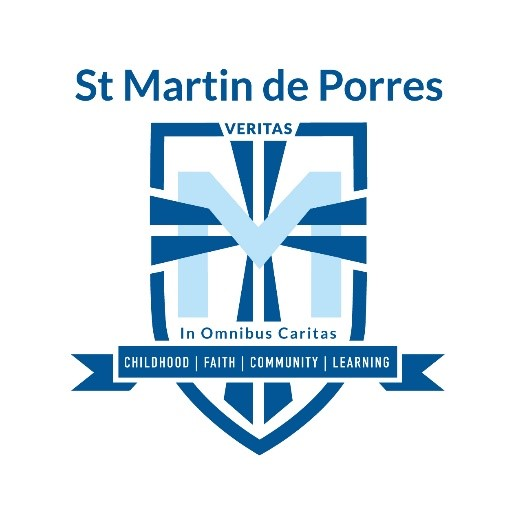 St Martin de Porres
VERITAS
M
In Omnibus Caritas
CHILDHOOD | FAITH | COMMUNITY | LEARNING